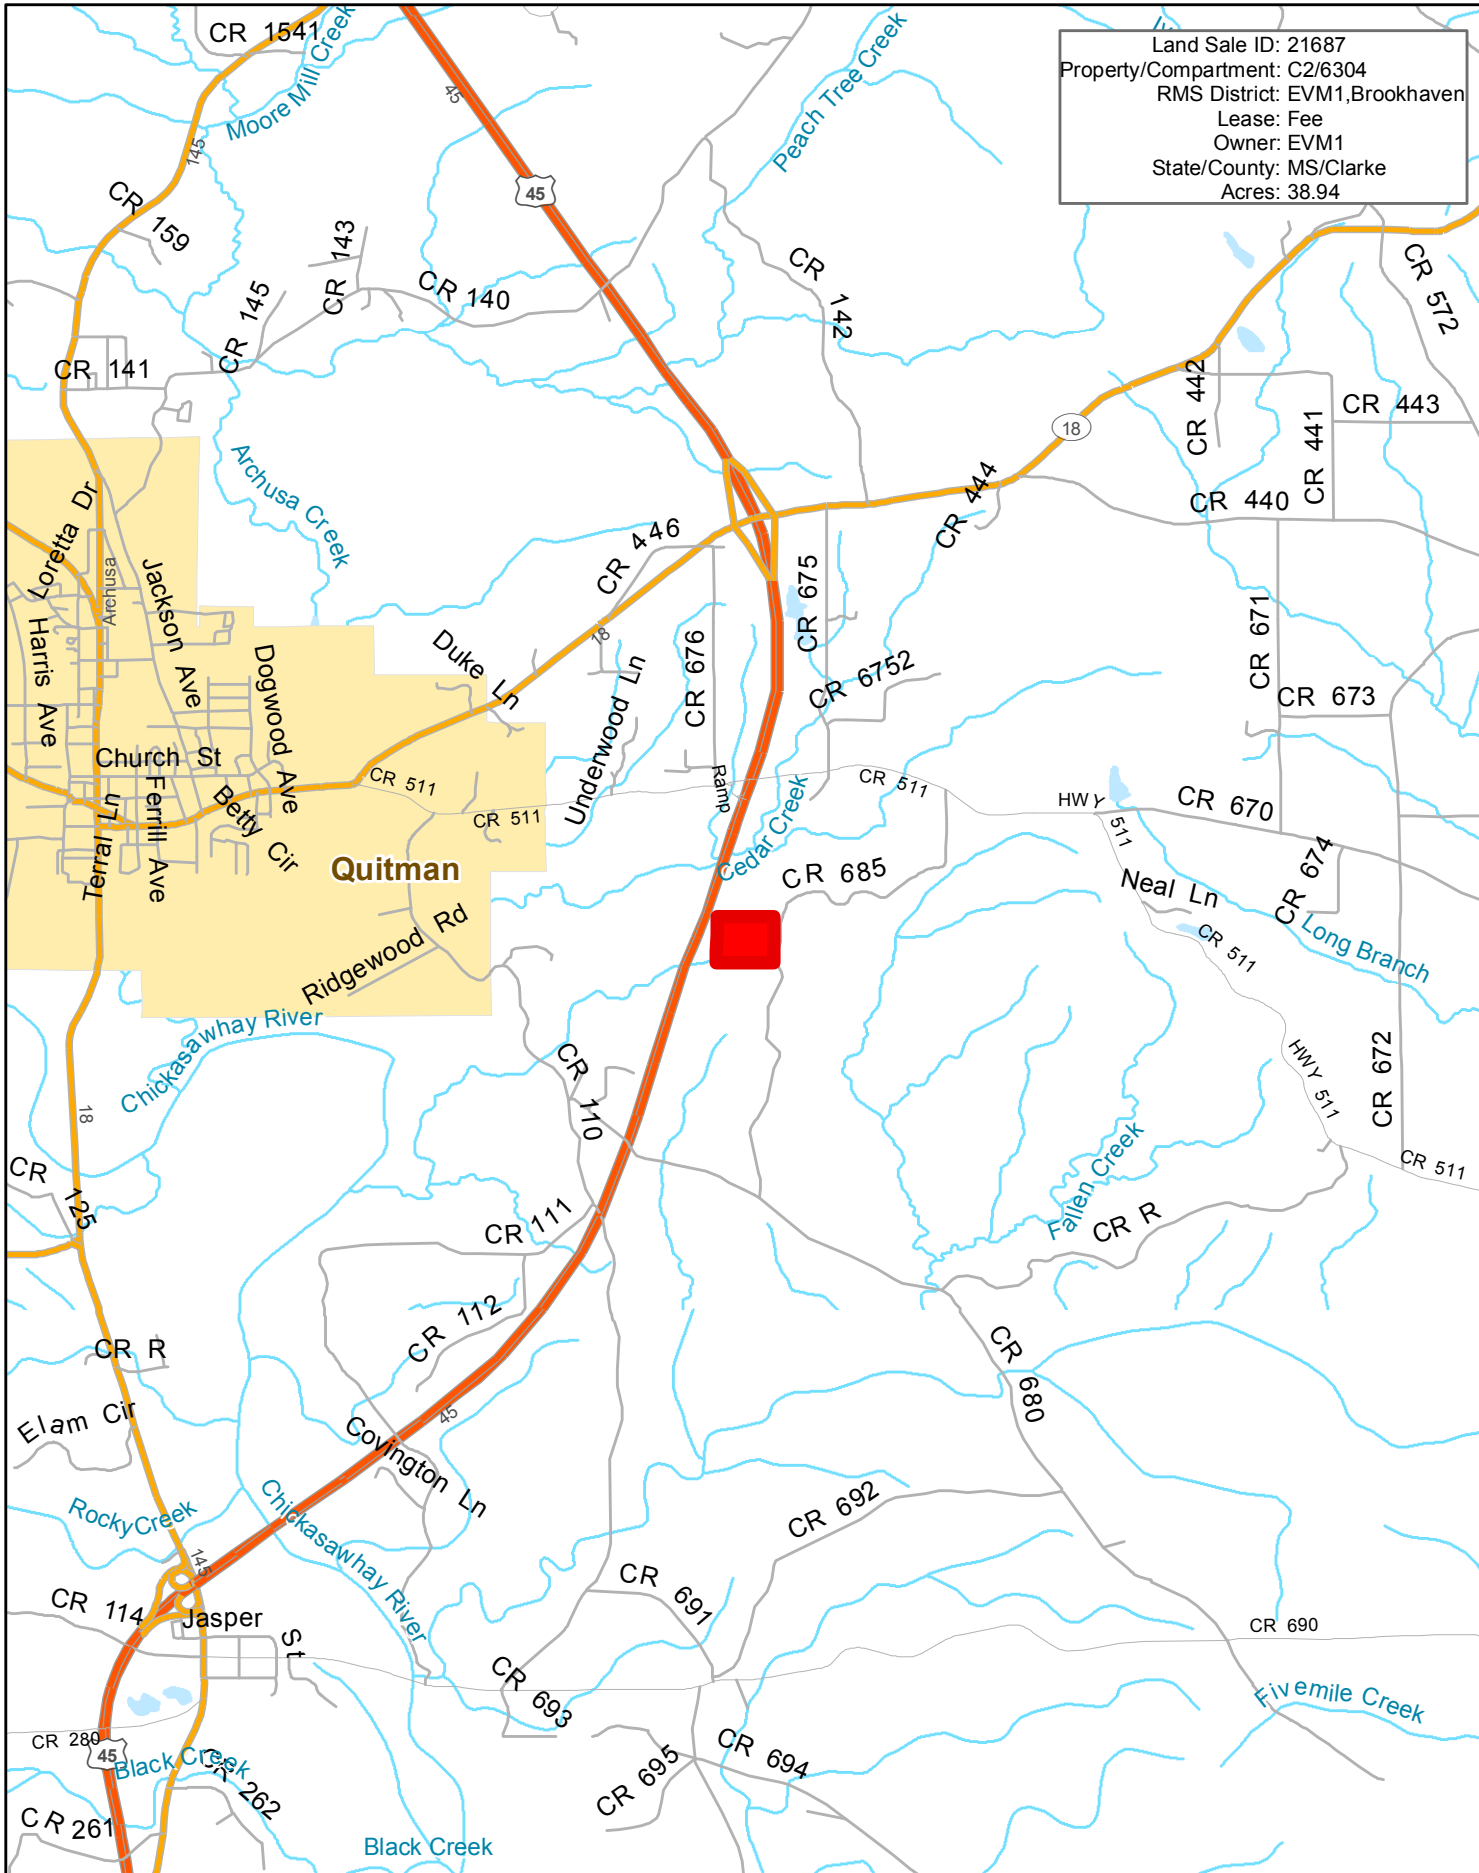 Land Sale ID: 21687
Property/Compartment: C2/6304
RMS District: EVM1,Brookhaven
Lease: Fee
Owner: EVM1
State/County: MS/Clarke
Acres: 38.94
CR 1541
Moore Mill Creek
45
Peach Tree Creek
145
45
CR 159
CR 143
CR 145
CR 140
CR 142
CR 572
CR 141
CR 442
CR 443
18
CR 441
Archusa Creek
CR 444
CR 440
Loretta Dr
Archusa
Jackson Ave
CR 446
CR 675
CR 671
Harris Ave
18
Duke Ln
CR 676
CR 6752
Dogwood Ave
Underwood Ln
CR 673
Church St
CR 511
Ramp
CR 511
HWY 511
CR 670
Terral Ln
Ferrill Ave
Betty Cir
CR 511
Cedar Creek
CR 685
CR 674
Quitman
Neal Ln
Ridgewood Rd
CR 511
Long Branch
Chickasawhay River
CR 110
HWY 511
CR 672
18
Fallen Creek
CR 511
CR 125
CR 111
CR R
CR 112
CR R
CR 680
Elam Cir
45
Covington Ln
Rocky Creek
Chickasawhay River
CR 692
145
CR 114
CR 691
Jasper St
CR 690
CR 693
Fivemile Creek
CR 280
45
Black Creek
CR 262
CR 695
CR 694
CR 261
Black Creek